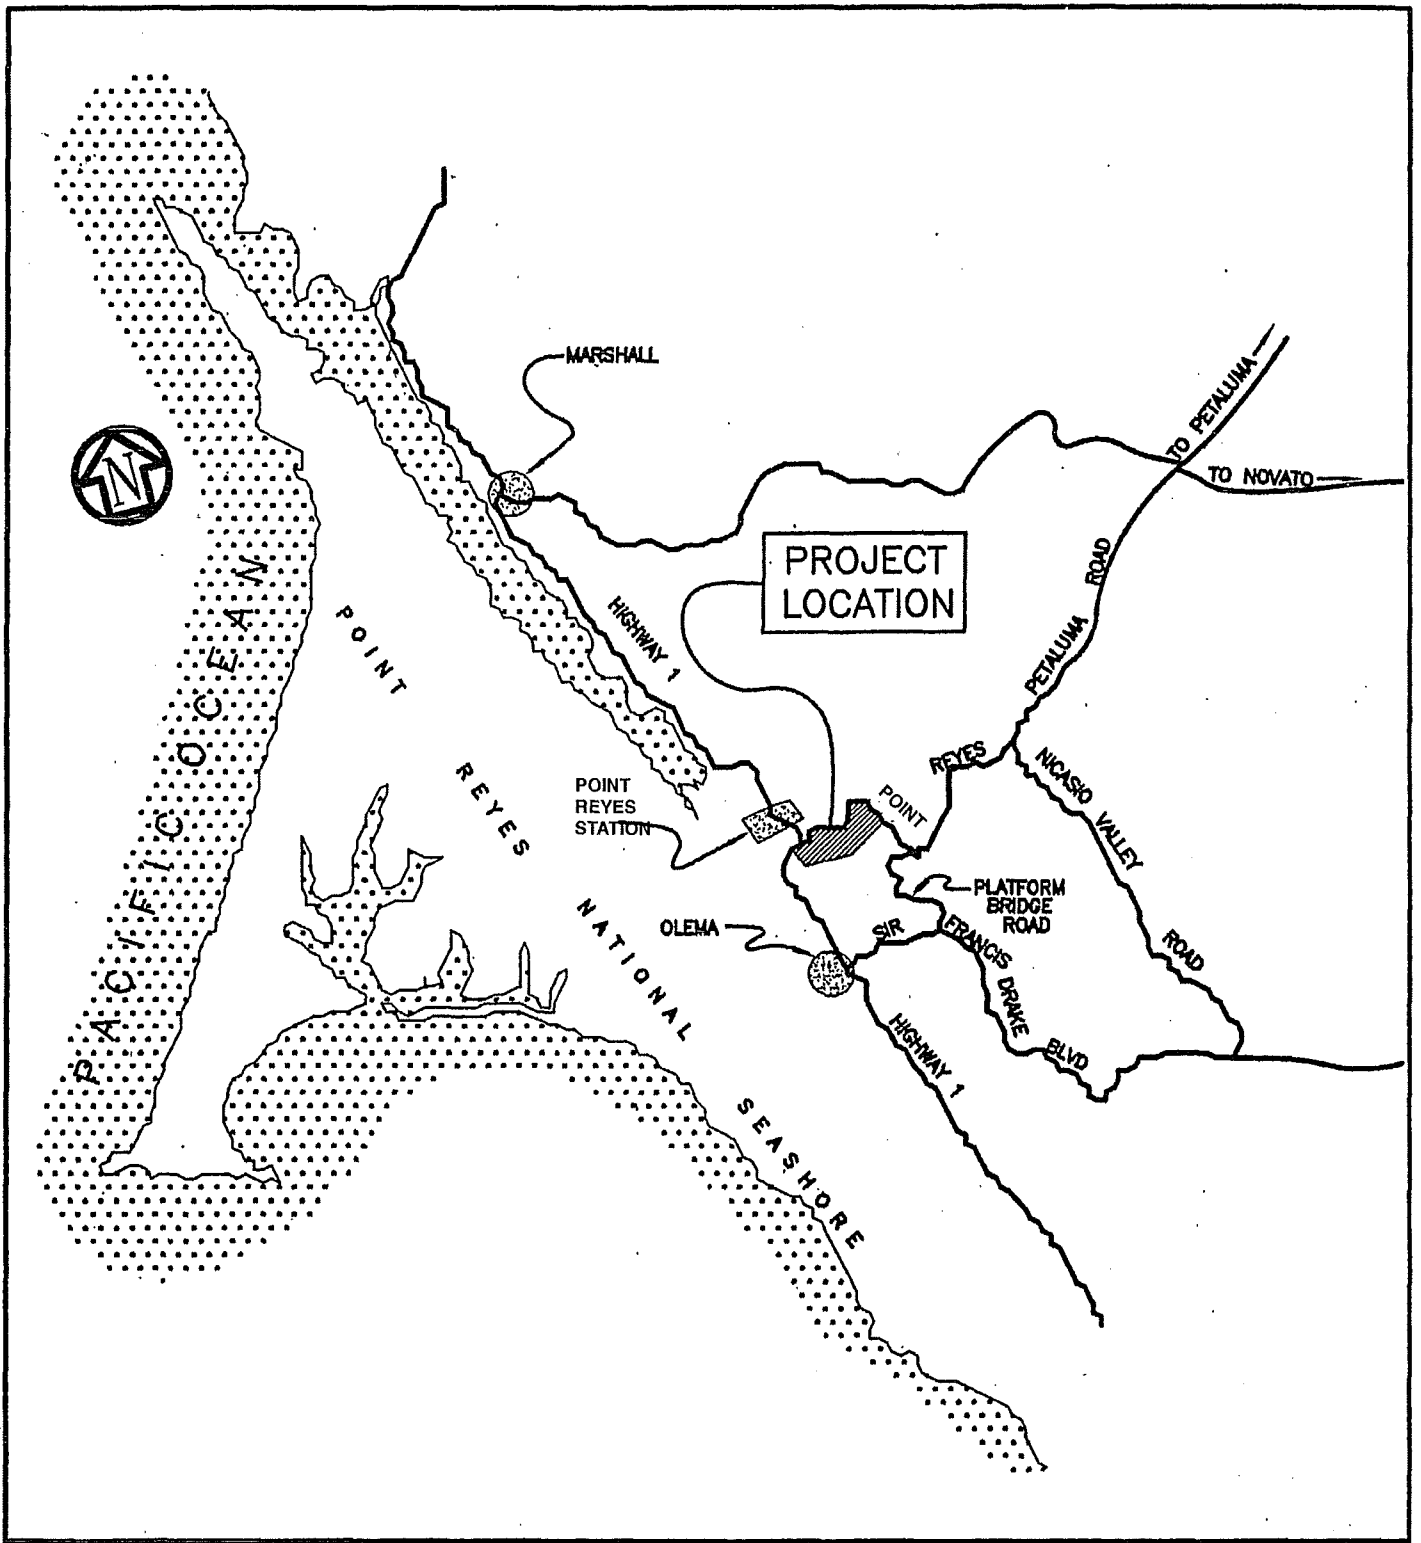 MARSHALL
TO PETALUMA
TO NOVATO
N
PROJECT
LOCATION
PACIFIC OCEAN
HIGHWAY 1
PETALUMA ROAD
POINT REYES NATIONAL SEASHORE
POINT
REYES
STATION
POINT REYES
NICASIO VALLEY ROAD
PLATFORM
BRIDGE
ROAD
OLEMA
SIR FRANCIS DRAKE BLVD
HIGHWAY 1